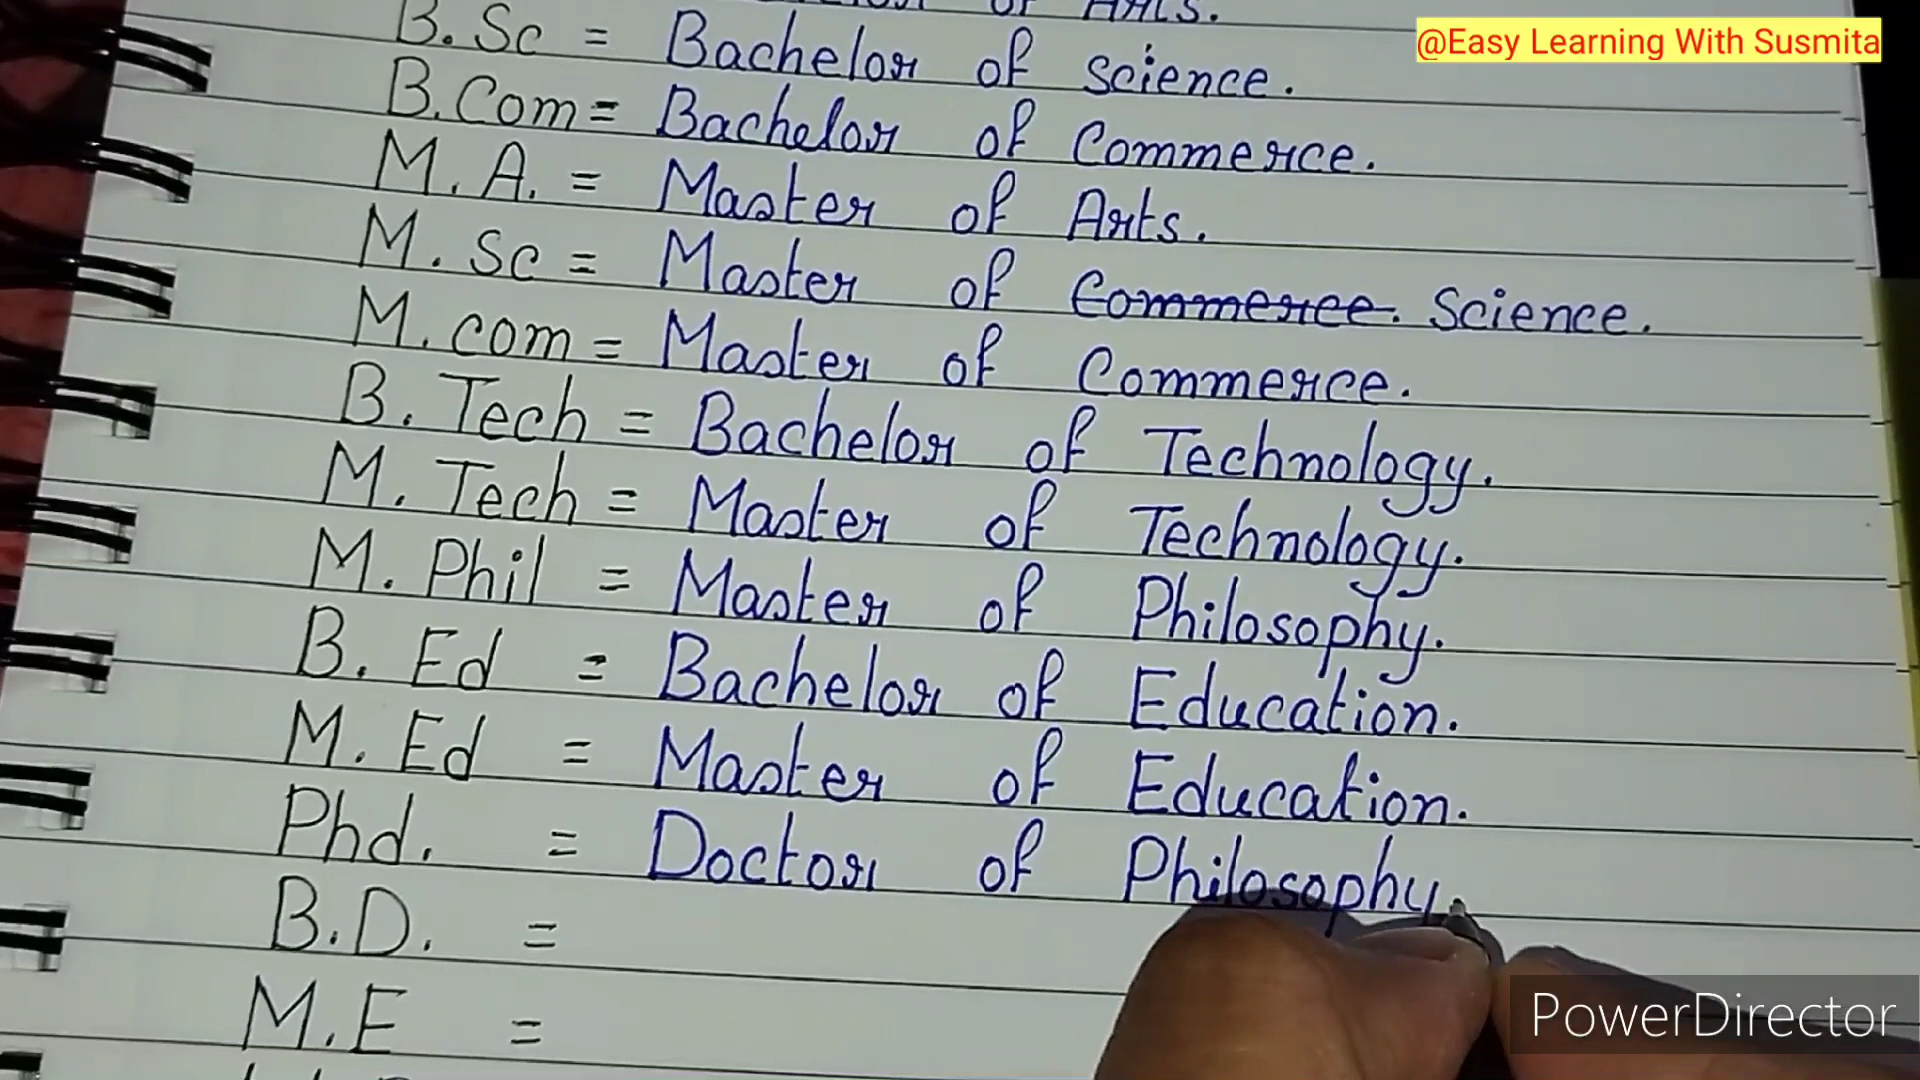 of Arts.
@Easy Learning With Susmita
B.Sc = Bachelor of Science.
B.Com = Bachelor of Commerce.
M.A. = Master of Arts.
M.Sc = Master of Commerce. Science.
M.com = Master of Commerce.
B.Tech = Bachelor of Technology.
M.Tech = Master of Technology.
M.Phil = Master of Philosophy.
B.Ed = Bachelor of Education.
M.Ed = Master of Education.
Phd. = Doctor of Philosophy.
B.D. =
M.E =
PowerDirector